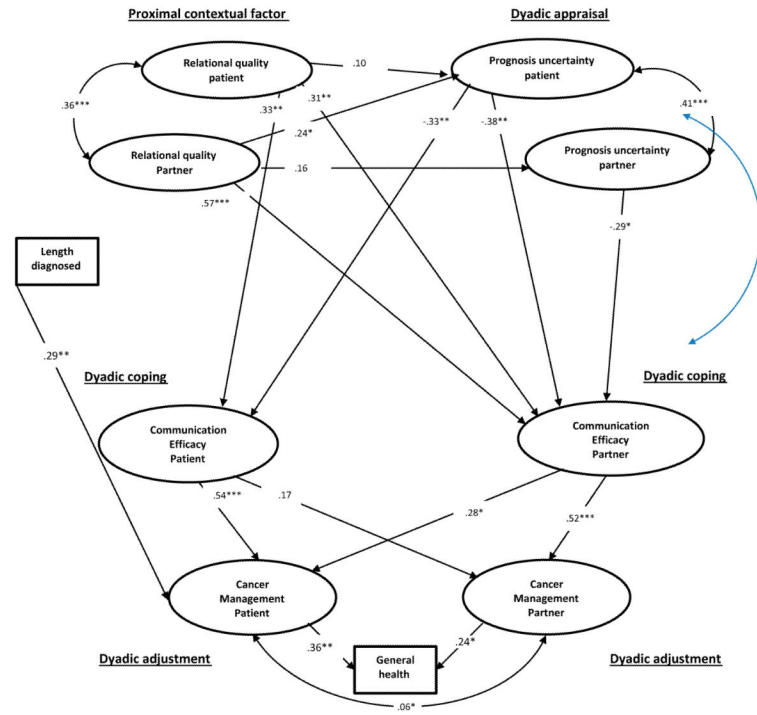 Proximal contextual factor
Dyadic appraisal
Relational quality
patient
.10
Prognosis uncertainty
patient
.36***
.33**
.31**
.24*
-.33**
-.38**
.41***
Relational quality
Partner
.16
Prognosis uncertainty
partner
.57***
-.29*
Length
diagnosed
.29**
Dyadic coping
Dyadic coping
Communication
Efficacy
Patient
Communication
Efficacy
Partner
.54***
.17
.28*
.52***
Cancer
Management
Patient
Cancer
Management
Partner
.36**
.24*
Dyadic adjustment
General
health
Dyadic adjustment
.06*